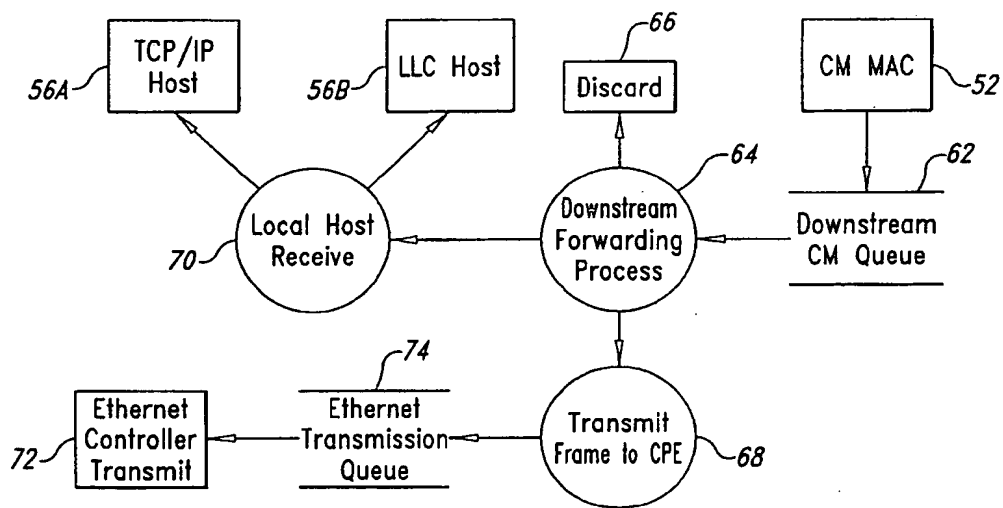 TCP/IP
Host
56A
LLC Host
56B
66
Discard
CM MAC
52
64
62
Local Host
Receive
70
Downstream
Forwarding
Process
Downstream
CM Queue
74
Ethernet
Controller
Transmit
72
Ethernet
Transmission
Queue
Transmit
Frame to CPE
68